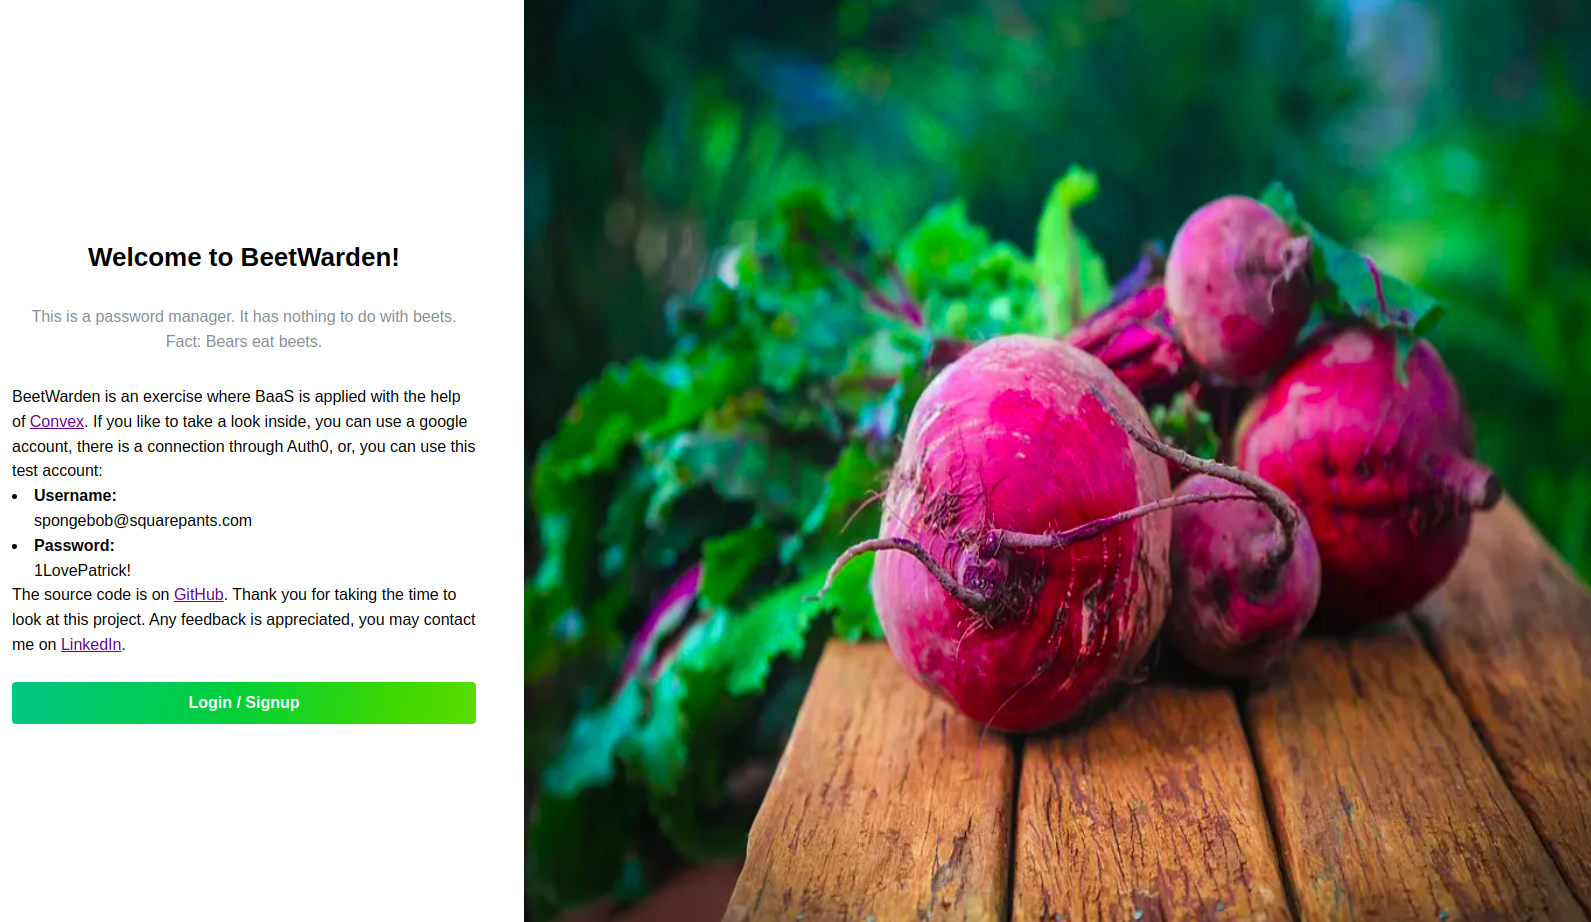 Welcome to BeetWarden!
This is a password manager. It has nothing to do with beets.
Fact: Bears eat beets.
BeetWarden is an exercise where BaaS is applied with the help
of Convex. If you like to take a look inside, you can use a google
account, there is a connection through Auth0, or, you can use this
test account:
Username:
spongebob@squarepants.com
Password:
1LovePatrick!
The source code is on GitHub. Thank you for taking the time to
look at this project. Any feedback is appreciated, you may contact
me on LinkedIn.
Login / Signup